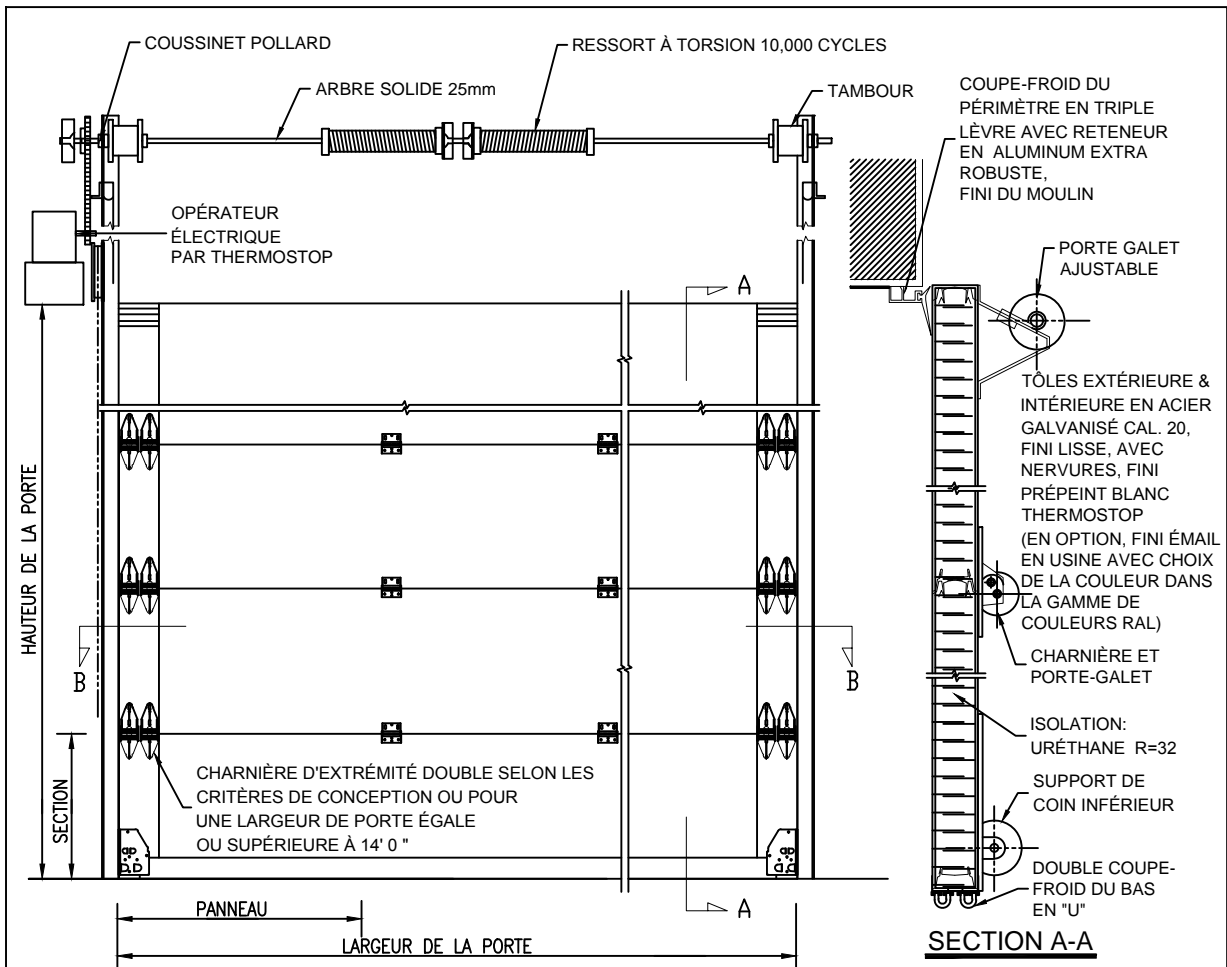 COUSSINET POLLARD
ARBRE SOLIDE 25mm
RESSORT À TORSION 10,000 CYCLES
TAMBOUR
COUPE-FROID DU
PÉRIMÈTRE EN TRIPLE
LÈVRE AVEC RETENEUR
EN ALUMINUM EXTRA
ROBUSTE,
FINI DU MOULIN
OPÉRATEUR
ÉLECTRIQUE
PAR THERMOSTOP
A
PORTE GALET
AJUSTABLE
TÔLES EXTÉRIEURE &
INTÉRIEURE EN ACIER
GALVANISÉ CAL. 20,
FINI LISSE, AVEC
NERVURES, FINI
PRÉPEINT BLANC
THERMOSTOP
(EN OPTION, FINI ÉMAIL
EN USINE AVEC CHOIX
DE LA COULEUR DANS
LA GAMME DE
COULEURS RAL)
HAUTEUR DE LA PORTE
B
B
CHARNIÈRE ET
PORTE-GALET
ISOLATION:
URÉTHANE R=32
SECTION
CHARNIÈRE D'EXTRÉMITÉ DOUBLE SELON LES
CRITÈRES DE CONCEPTION OU POUR
UNE LARGEUR DE PORTE ÉGALE
OU SUPÉRIEURE À 14' 0 "
SUPPORT DE
COIN INFÉRIEUR
DOUBLE COUPE-
FROID DU BAS
EN "U"
A
PANNEAU
LARGEUR DE LA PORTE
SECTION A-A